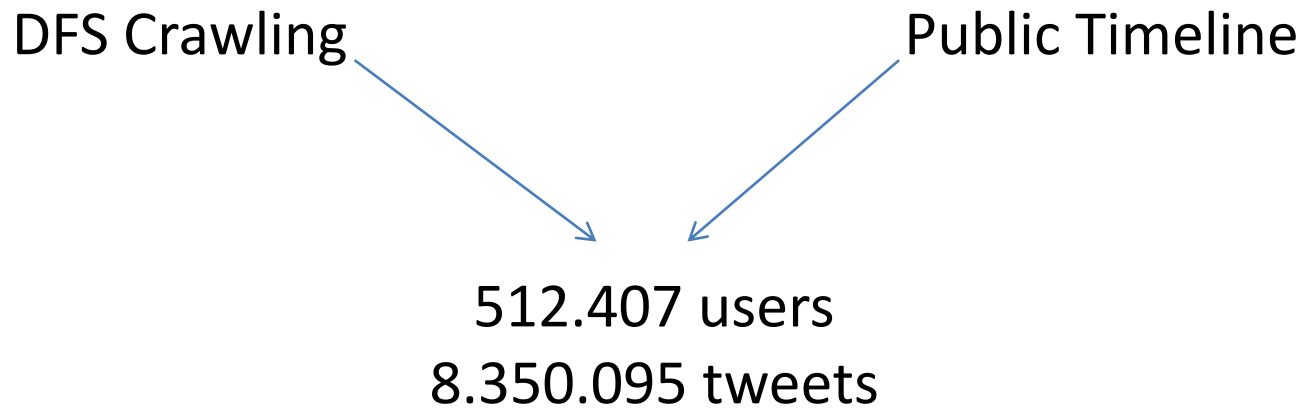 DFS Crawling
Public Timeline
512.407 users
8.350.095 tweets